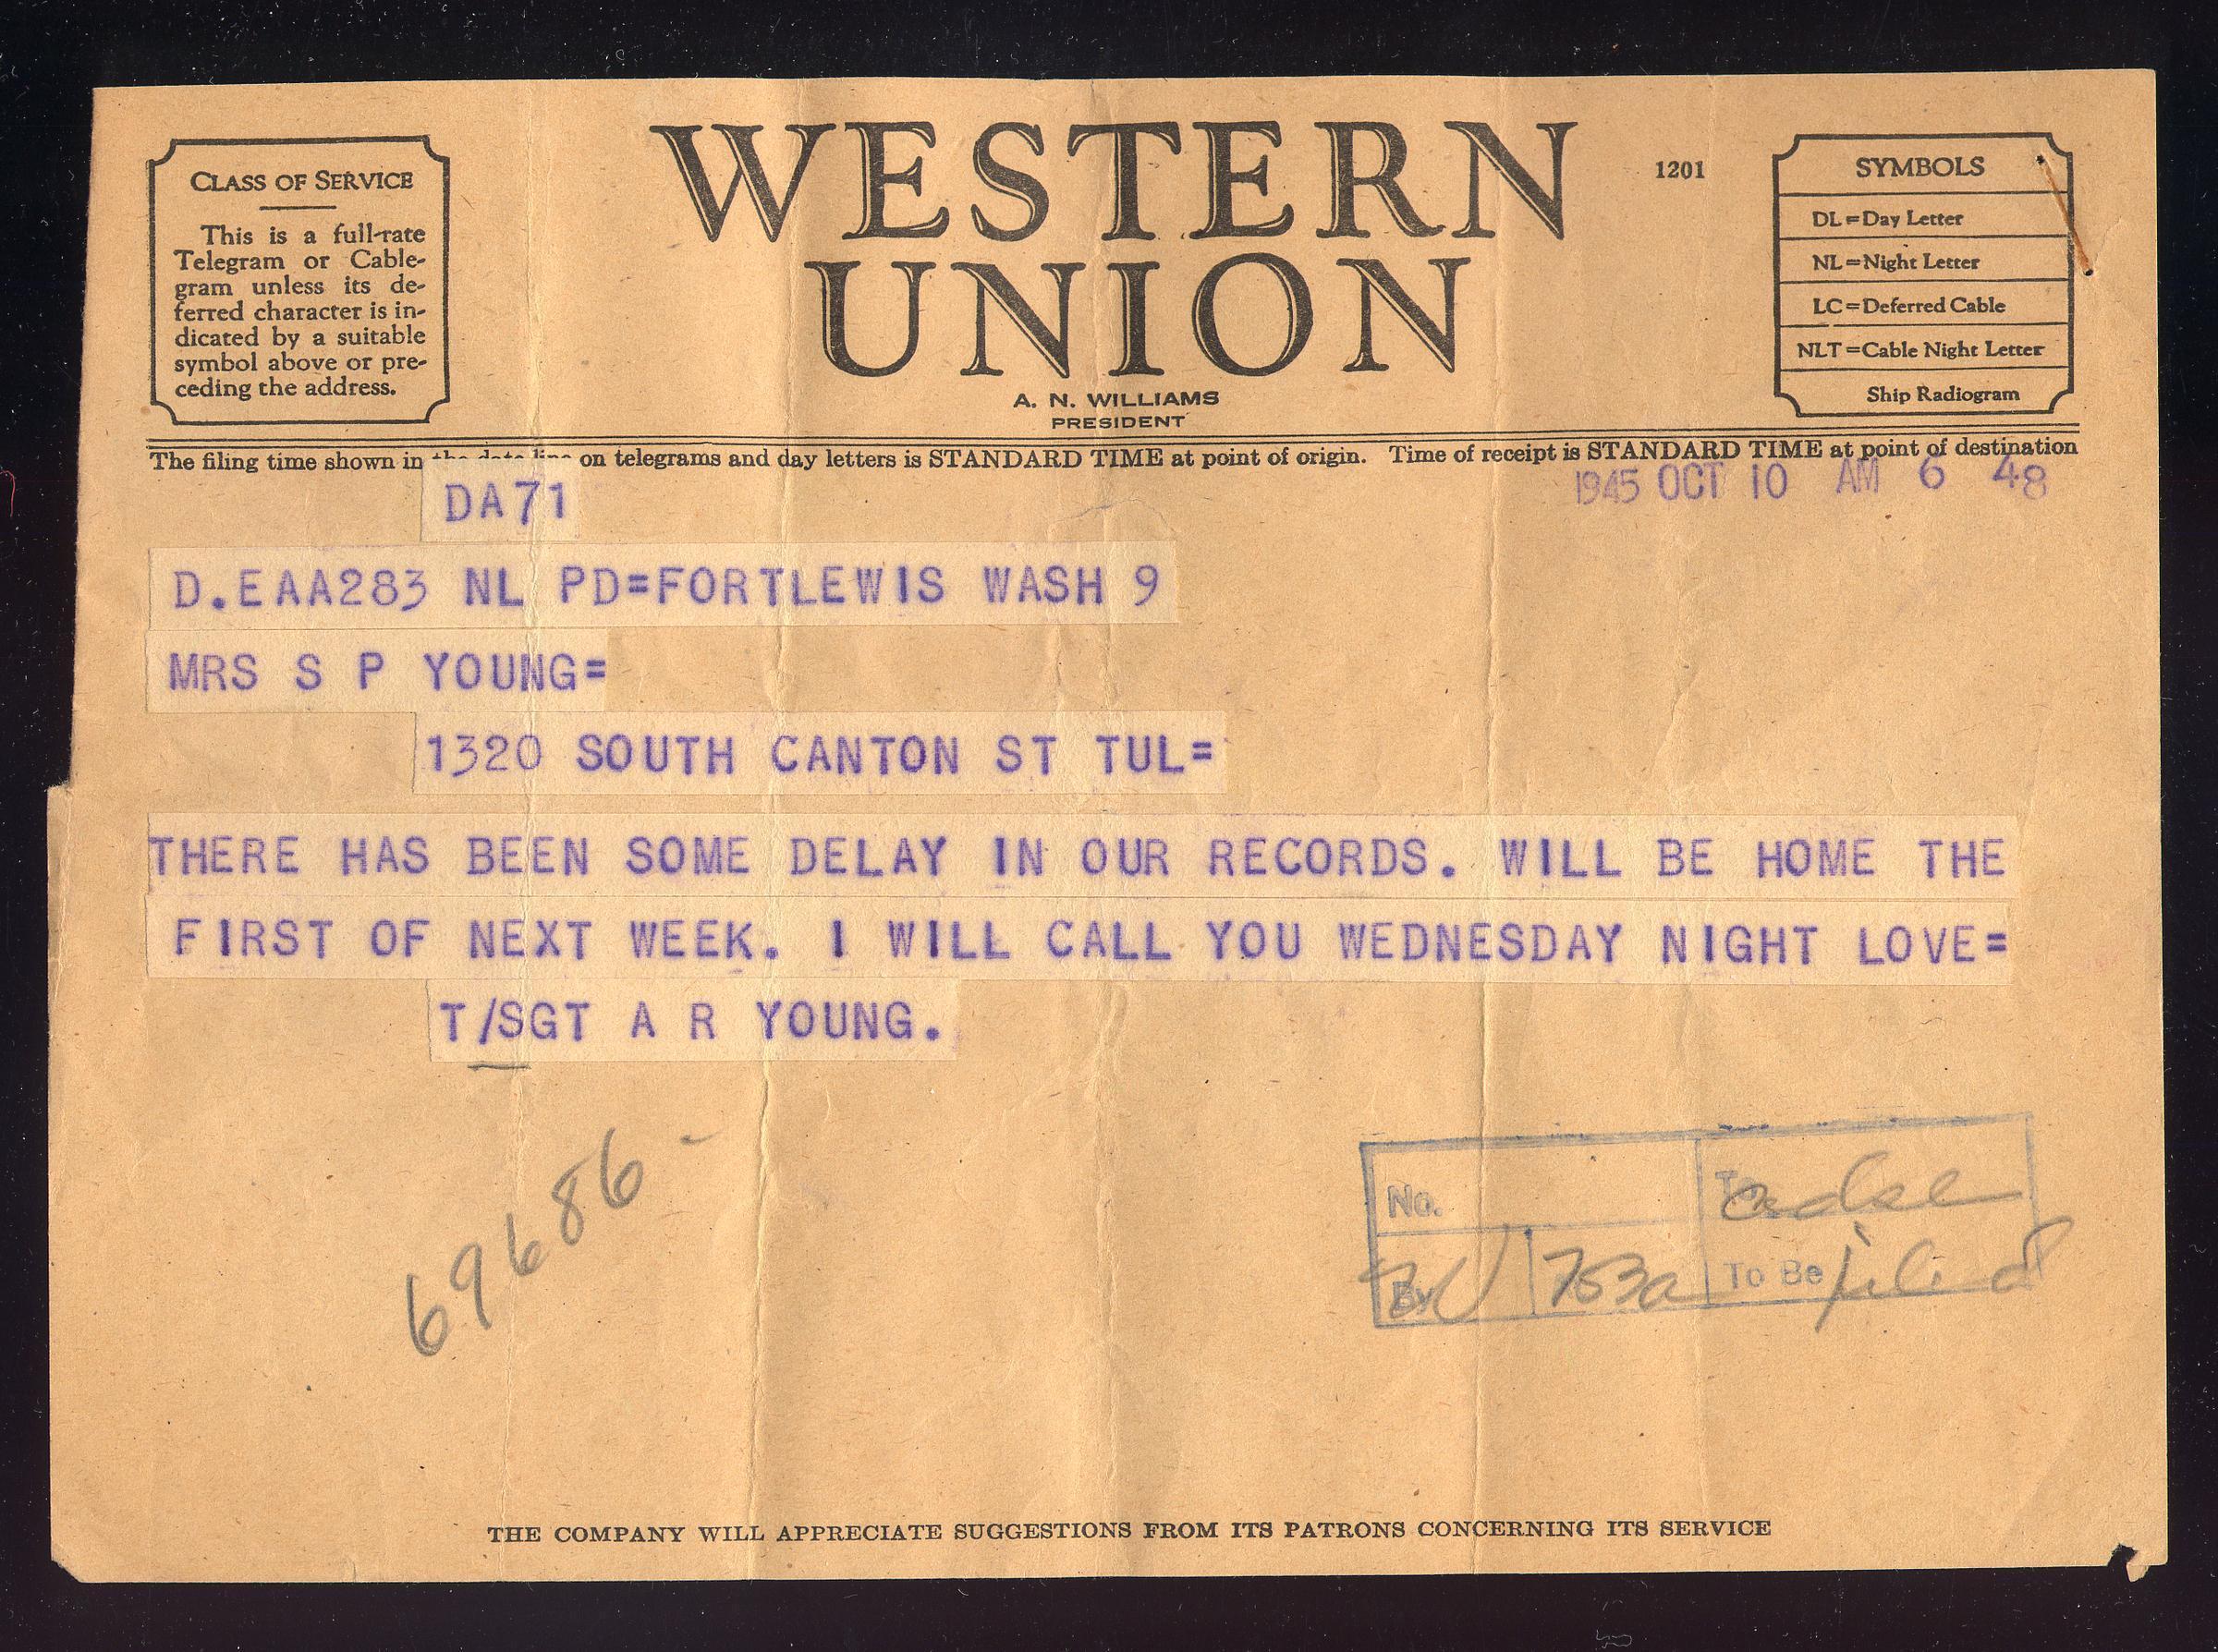 CLASS OF SERVICE
This is a full-rate
Telegram or Cable-
gram unless its de-
ferred character is in-
dicated by a suitable
symbol above or pre-
ceding the address.
WESTERN
UNION
A. N. WILLIAMS
PRESIDENT
1201
SYMBOLS
DL=Day Letter
NL=Night Letter
LC=Deferred Cable
NLT=Cable Night Letter
Ship Radiogram
The filing time shown in the date line on telegrams and day letters is STANDARD TIME at point of origin. Time of receipt is STANDARD TIME at point of destination
1945 OCT 10 AM 6 48
DA71
D.EAA283 NL PD=FORTLEWIS WASH 9
MRS S P YOUNG=
1320 SOUTH CANTON ST TUL=
THERE HAS BEEN SOME DELAY IN OUR RECORDS. WILL BE HOME THE
FIRST OF NEXT WEEK. I WILL CALL YOU WEDNESDAY NIGHT LOVE=
T/SGT A R YOUNG.
69686-
No. To
By 753a To Be
THE COMPANY WILL APPRECIATE SUGGESTIONS FROM ITS PATRONS CONCERNING ITS SERVICE